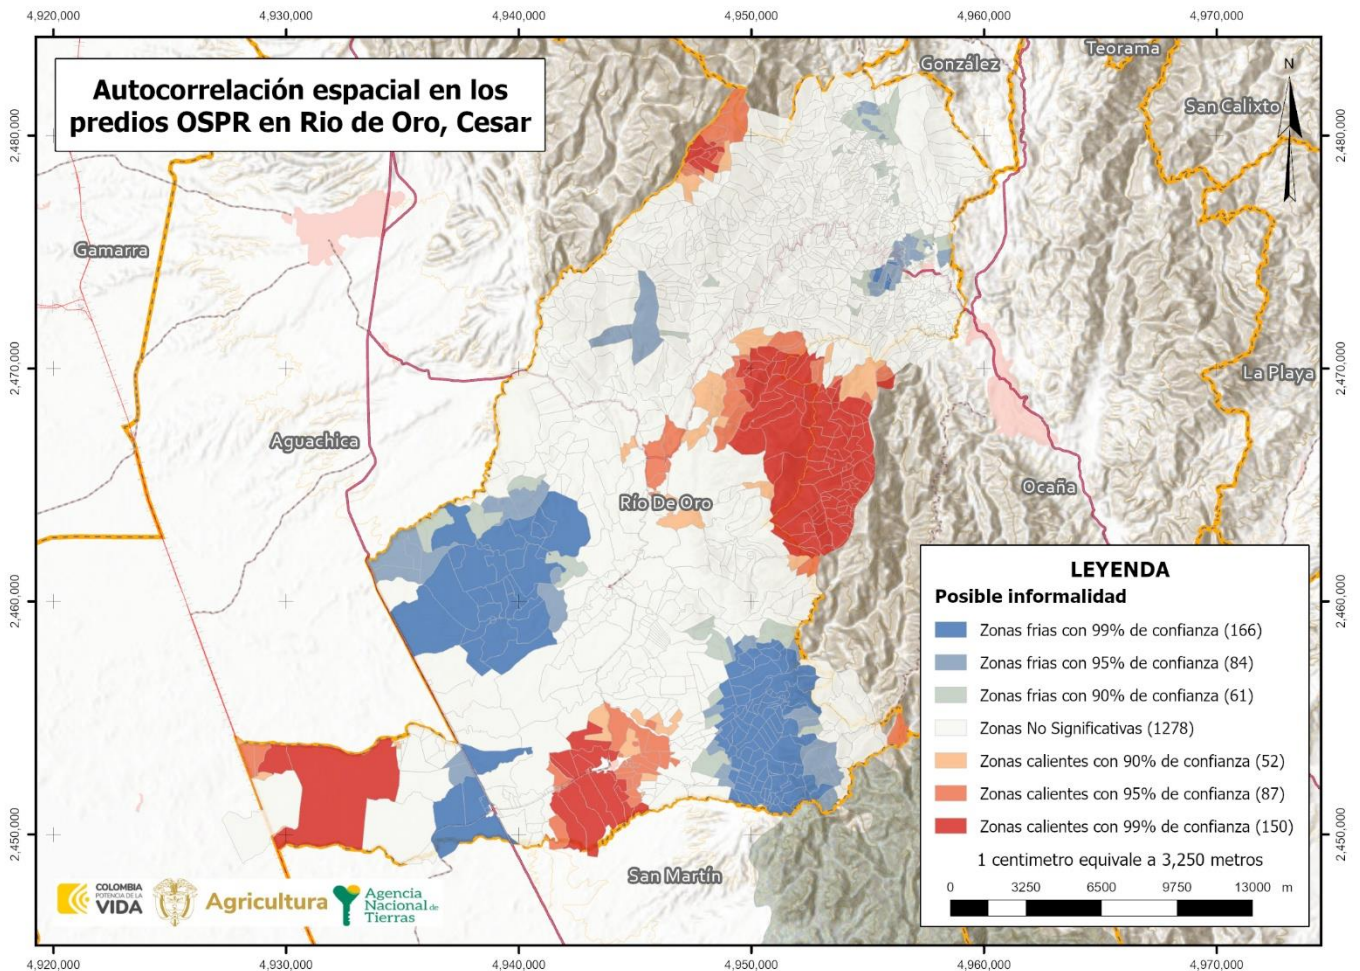 4,920,000
4,930,000
4,940,000
4,950,000
4,960,000
4,970,000
Autocorrelación espacial en los
predios OSPR en Rio de Oro, Cesar
Teorama
González
N
San Calixto
2,480,000
2,480,000
Gamarra
2,470,000
2,470,000
La Playa
Aguachica
Río De Oro
Ocaña
2,460,000
2,460,000
LEYENDA
Posible informalidad
Zonas frias con 99% de confianza (166)
Zonas frias con 95% de confianza (84)
Zonas frias con 90% de confianza (61)
Zonas No Significativas (1278)
Zonas calientes con 90% de confianza (52)
Zonas calientes con 95% de confianza (87)
Zonas calientes con 99% de confianza (150)
1 centimetro equivale a 3,250 metros
0 3250 6500 9750 13000 m
2,450,000
2,450,000
San Martín
COLOMBIA
POTENCIA DE LA
VIDA
Agricultura
Agencia
Nacional de
Tierras
4,920,000
4,930,000
4,940,000
4,950,000
4,960,000
4,970,000